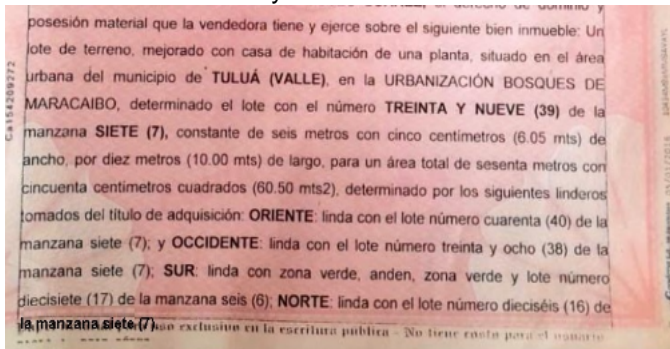 posesión material que la vendedora tiene y ejerce sobre el siguiente bien inmueble: Un
lote de terreno, mejorado con casa de habitación de una planta, situado en el área
urbana del municipio de TULUÁ (VALLE), en la URBANIZACIÓN BOSQUES DE
MARACAIBO, determinado el lote con el número TREINTA Y NUEVE (39) de la
manzana SIETE (7), constante de seis metros con cinco centimetros (6.05 mts) de
ancho, por diez metros (10.00 mts) de largo, para un área total de sesenta metros con
cincuenta centimetros cuadrados (60.50 mts2), determinado por los siguientes linderos
tomados del título de adquisición: ORIENTE: linda con el lote número cuarenta (40) de la
manzana siete (7); y OCCIDENTE: linda con el lote número treinta y ocho (38) de la
manzana siete (7); SUR: linda con zona verde, anden, zona verde y lote número
diecisiete (17) de la manzana seis (6); NORTE: linda con el lote número dieciséis (16) de
la manzana siete (7).
uso exclusivo en la escritura pública - No tiene costo para el usuario
Ca154209272